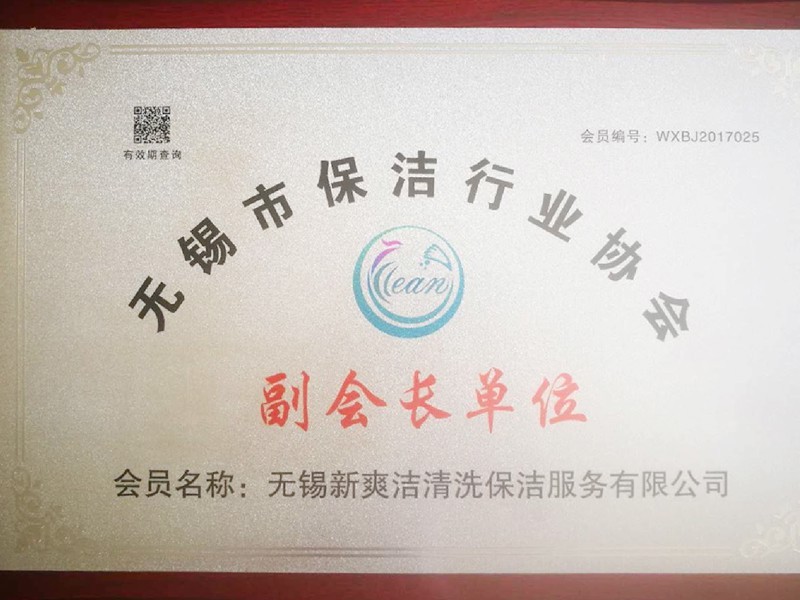 有效期查询
会员编号：WXBJ2017025
无锡市保洁行业协会
Clean
副会长单位
会员名称：无锡新爽洁清洗保洁服务有限公司